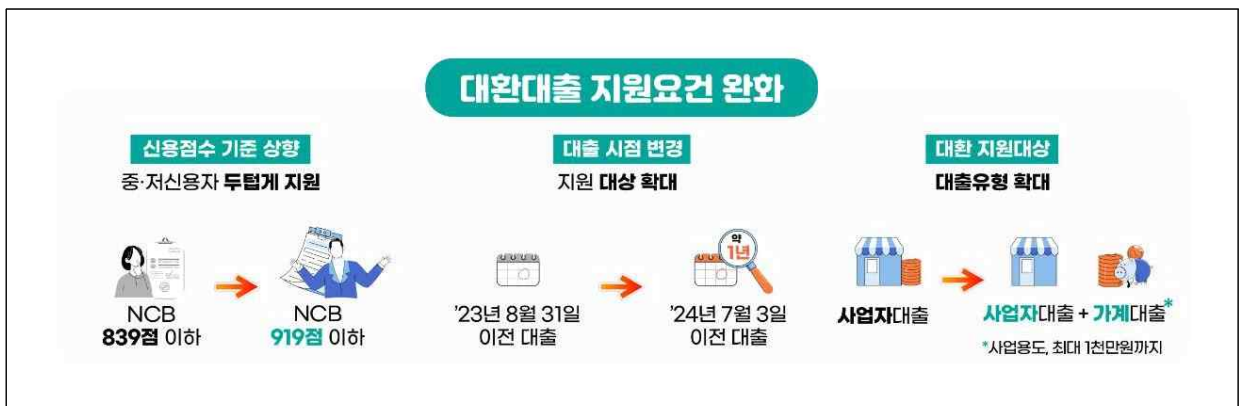 대환대출 지원요건 완화
신용점수 기준 상향
중·저신용자 두텁게 지원
NCB
839점 이하
NCB
919점 이하
대출 시점 변경
지원 대상 확대
약
1년
'23년 8월 31일
이전 대출
'24년 7월 3일
이전 대출
대환 지원대상
대출유형 확대
사업자대출
사업자대출 + 가계대출*
*사업용도, 최대 1천만원까지